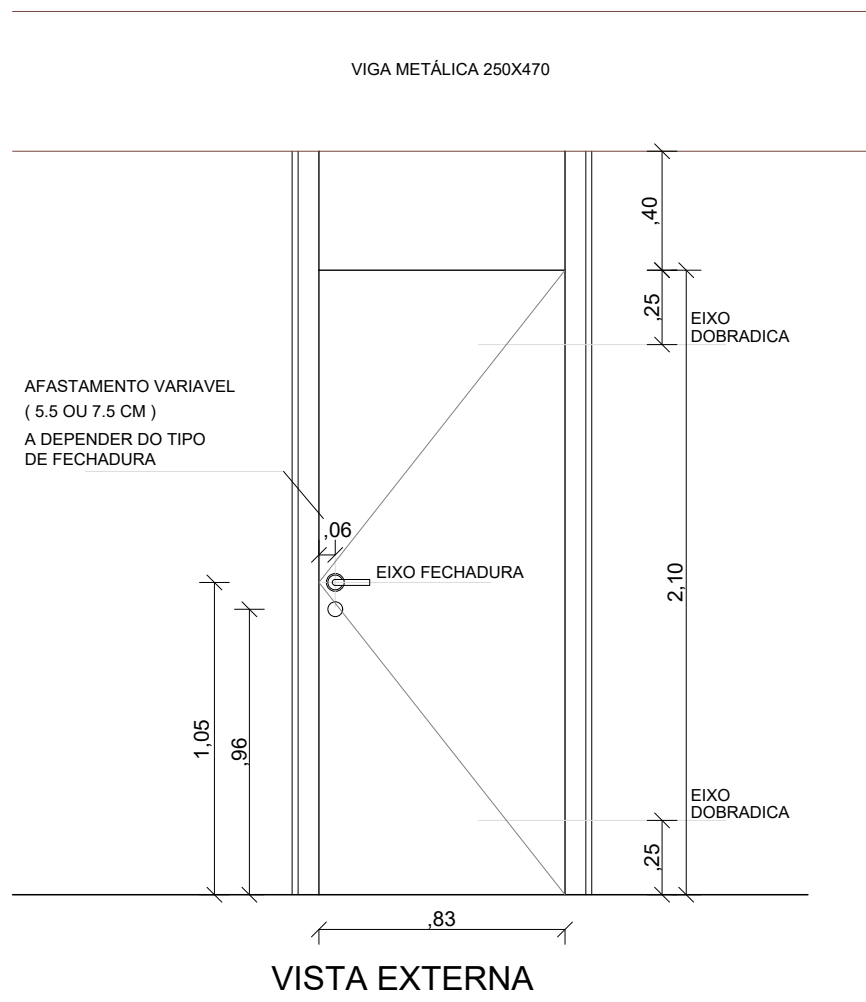 VIGA METÁLICA 250X470
,40
,25
EIXO
DOBRADICA
AFASTAMENTO VARIAVEL
( 5.5 OU 7.5 CM )
A DEPENDER DO TIPO
DE FECHADURA
,06
EIXO FECHADURA
2,10
1,05
,96
EIXO
DOBRADICA
,25
,83
VISTA EXTERNA